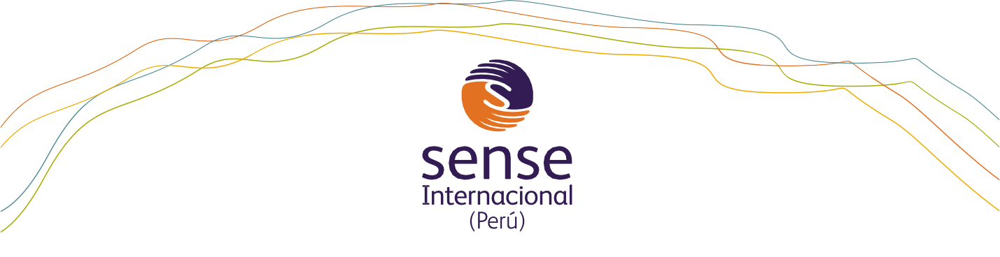 sense
Internacional
(Perú)